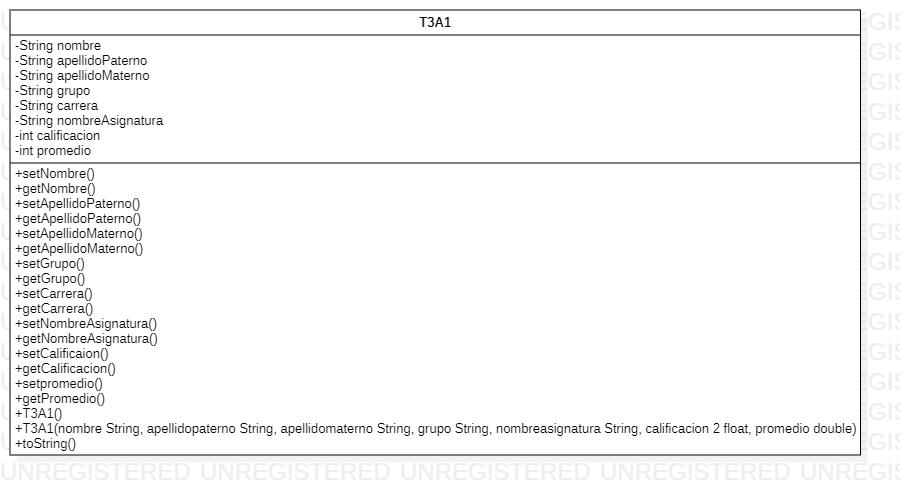 T3A1
-String nombre
-String apellidoPaterno
-String apellidoMaterno
-String grupo
-String carrera
-String nombreAsignatura
-int calificacion
-int promedio
+setNombre()
+getNombre()
+setApellidoPaterno()
+getApellidoPaterno()
+setApellidoMaterno()
+getApellidoMaterno()
+setGrupo()
+getGrupo()
+setCarrera()
+getCarrera()
+setNombreAsignatura()
+getNombreAsignatura()
+setCalificaion()
+getCalificacion()
+setpromedio()
+getPromedio()
+T3A1()
+T3A1(nombre String, apellidopaterno String, apellidomaterno String, grupo String, nombreasignatura String, calificacion 2 float, promedio double)
+toString()
UNREGISTERED UNREGISTERED UNREGISTERED UNREGISTERED UNREGIS